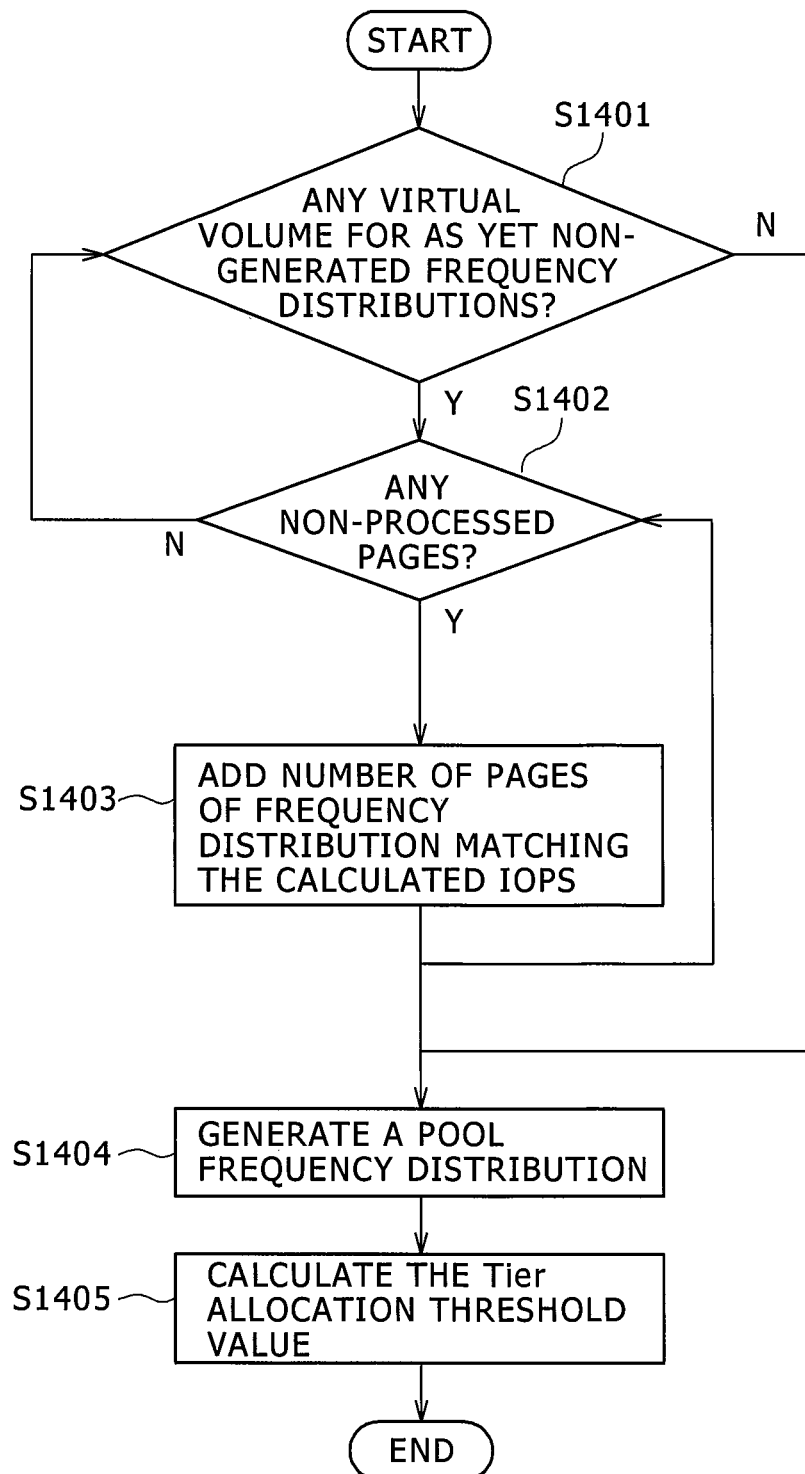 START
S1401
ANY VIRTUAL
VOLUME FOR AS YET NON-
GENERATED FREQUENCY
DISTRIBUTIONS?
N
Y
S1402
ANY
NON-PROCESSED
PAGES?
N
Y
S1403
ADD NUMBER OF PAGES
OF FREQUENCY
DISTRIBUTION MATCHING
THE CALCULATED IOPS
S1404
GENERATE A POOL
FREQUENCY DISTRIBUTION
S1405
CALCULATE THE Tier
ALLOCATION THRESHOLD
VALUE
END